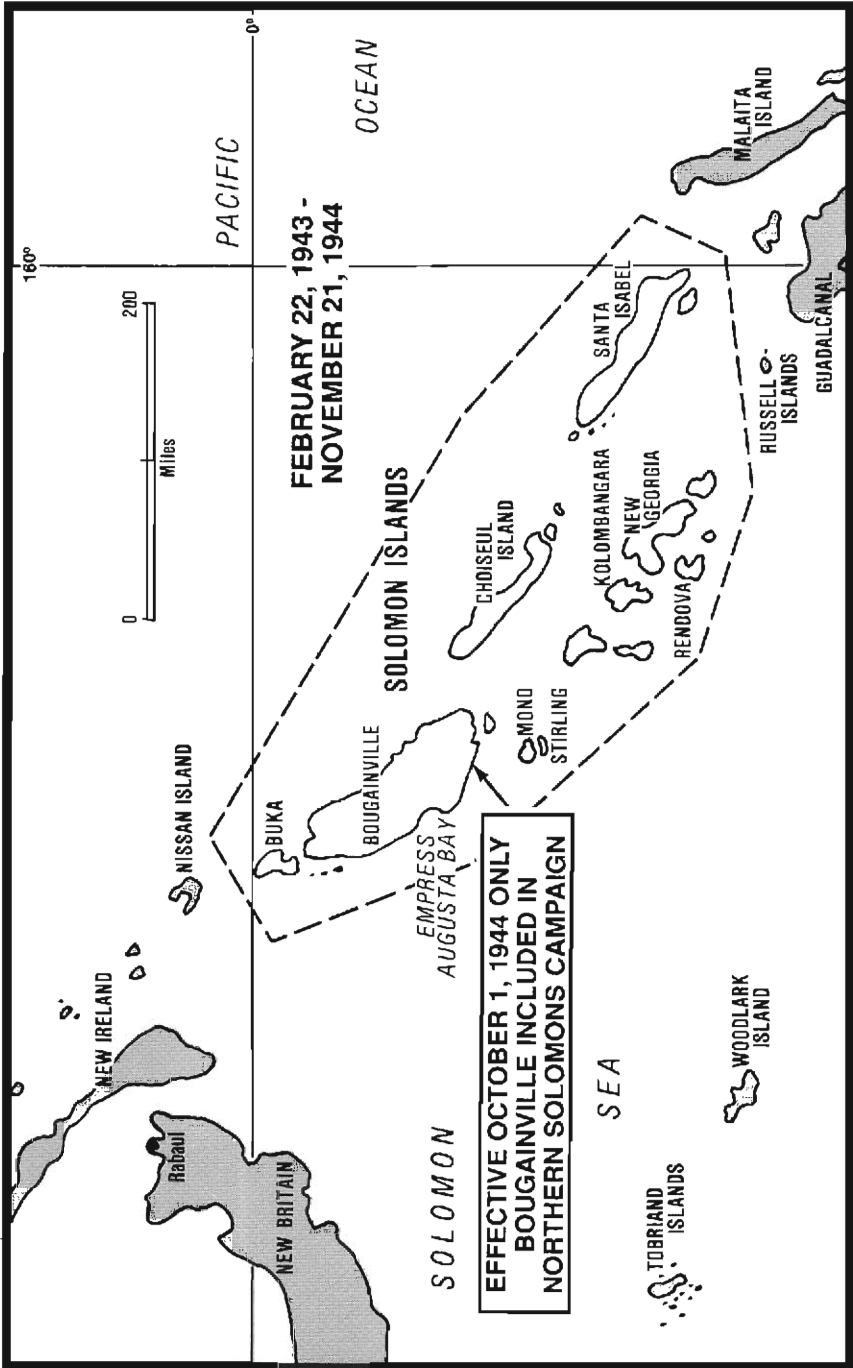 160°
0°
PACIFIC
OCEAN
0
200
Miles
FEBRUARY 22, 1943 -
NOVEMBER 21, 1944
NISSAN ISLAND
NEW IRELAND
Rabaul
NEW BRITAIN
BUKA
BOUGAINVILLE
SOLOMON ISLANDS
CHOISEUL
ISLAND
SANTA
ISABEL
MALAITA
ISLAND
EMPRESS
AUGUSTA BAY
MONO
STIRLING
KOLOMBANGARA
NEW
GEORGIA
RENDOVA
RUSSELL
ISLANDS
GUADALCANAL
EFFECTIVE OCTOBER 1, 1944 ONLY
BOUGAINVILLE INCLUDED IN
NORTHERN SOLOMONS CAMPAIGN
SOLOMON
SEA
TOBRIAND
ISLANDS
WOODLARK
ISLAND